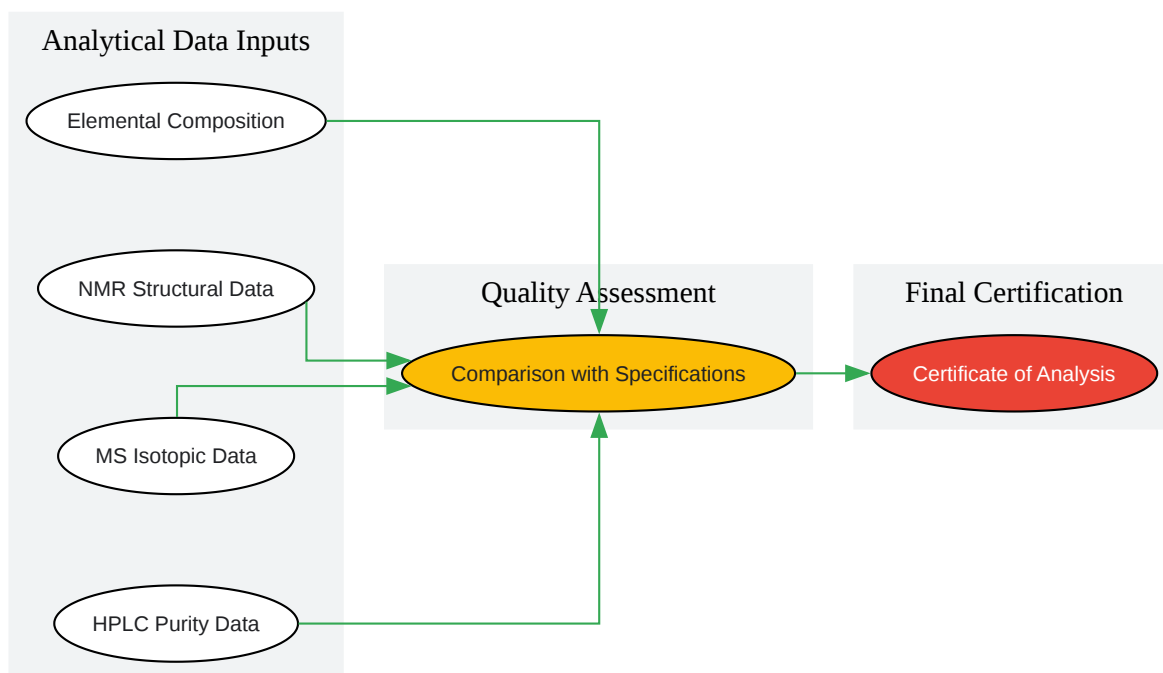 Analytical Data Inputs
Elemental Composition
NMR Structural Data
MS Isotopic Data
HPLC Purity Data
Quality Assessment
Comparison with Specifications
Final Certification
Certificate of Analysis